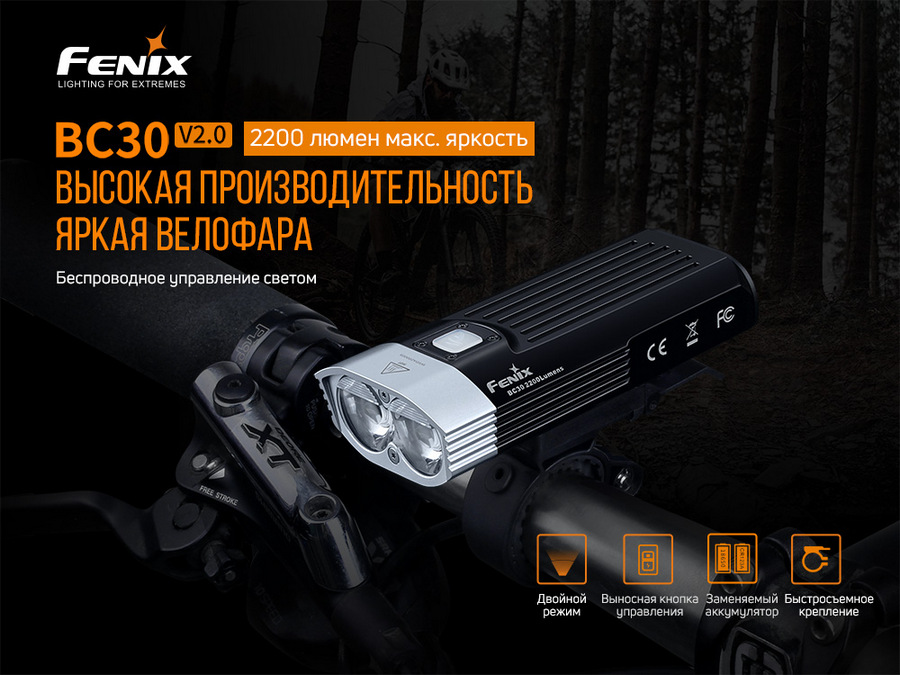 FENIX
LIGHTING FOR EXTREMES
BC30 V2.0 2200 люмен макс. яркость
ВЫСОКАЯ ПРОИЗВОДИТЕЛЬНОСТЬ
ЯРКАЯ ВЕЛОФАРА
Беспроводное управление светом
FENIX
BC30 2200Lumens
CE FC
XT
FREE STROKE
18650
Двойной
режим
Выносная кнопка
управления
Заменяемый
аккумулятор
Быстросъемное
крепление